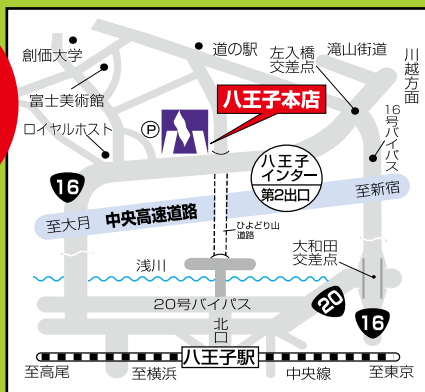 創価大学
道の駅
左入橋
交差点
滝山街道
川越方面
富士美術館
八王子本店
ロイヤルホスト
P
16号バイパス
八王子
インター
第2出口
16
至新宿
中央高速道路
至大月
ひよどり山
道路
浅川
大和田
交差点
20号バイパス
20
16
北口
八王子駅
至高尾
至横浜
中央線
至東京